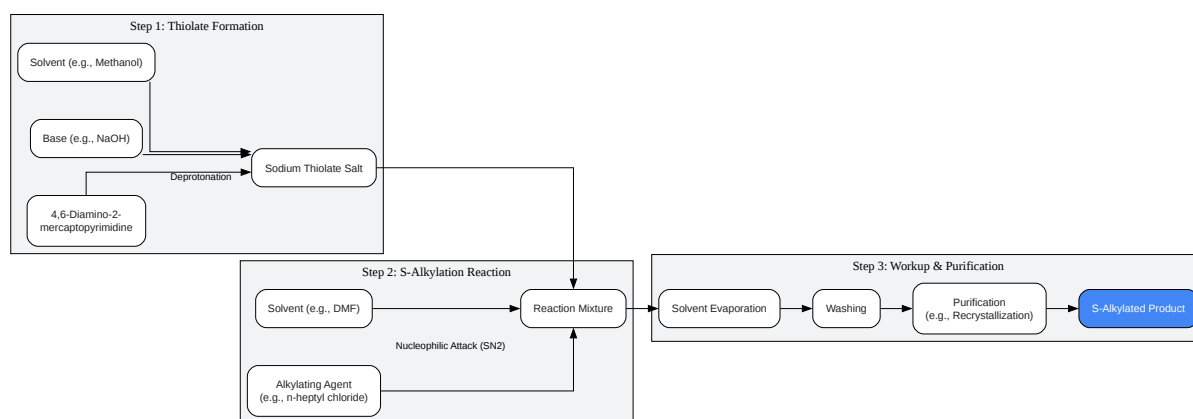 Step 1: Thiolate Formation
Solvent (e.g., Methanol)
Base (e.g., NaOH)
Sodium Thiolate Salt
Deprotonation
4,6-Diamino-2-
mercaptopyrimidine
Step 2: S-Alkylation Reaction
Solvent (e.g., DMF)
Reaction Mixture
Nucleophilic Attack (SN2)
Alkylating Agent
(e.g., n-heptyl chloride)
Step 3: Workup & Purification
Solvent Evaporation
Washing
Purification
(e.g., Recrystallization)
S-Alkylated Product